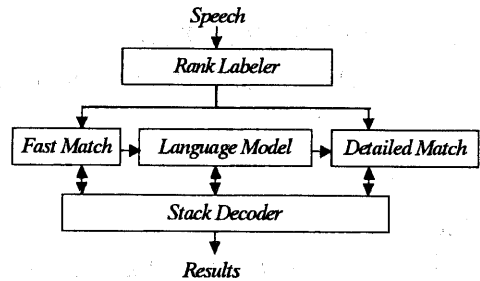 Speech
Rank Labeler
Fast Match
Language Model
Detailed Match
Stack Decoder
Results